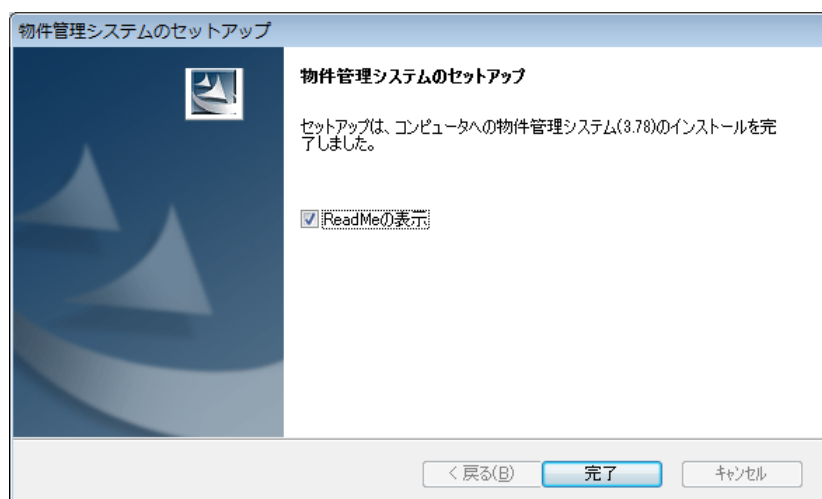 物件管理システムのセットアップ
物件管理システムのセットアップ
セットアップは、コンピュータへの物件管理システム(3.78)のインストールを完
了しました。
ReadMeの表示
< 戻る(B)
完了
キャンセル